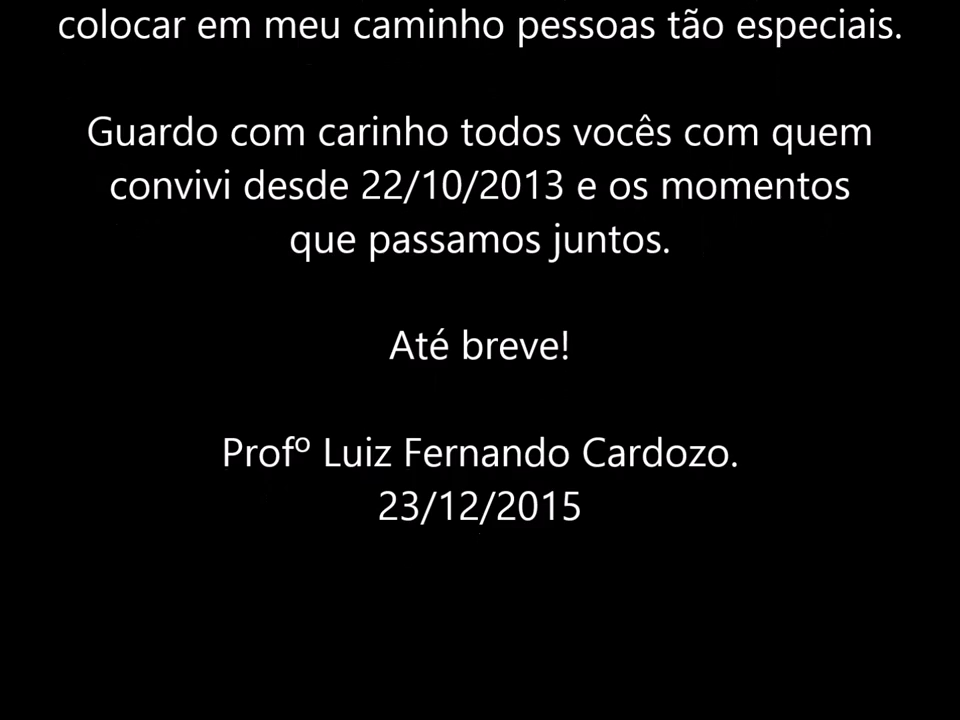 colocar em meu caminho pessoas tão especiais.
Guardo com carinho todos vocês com quem
convivi desde 22/10/2013 e os momentos
que passamos juntos.
Até breve!
Profº Luiz Fernando Cardozo.
23/12/2015